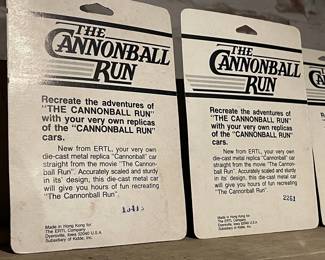 THE
CANNONBALL
RUN
Recreate the adventures of
"THE CANNONBALL RUN"
with your very own replicas
of the "CANNONBALL RUN"
cars.
New from ERTL, your very own
die-cast metal replica "Cannonball" car
straight from the movie "The Cannon-
ball Run". Accurately scaled and sturdy
in its' design, this die-cast metal car
will give you hours of fun recreating
"The Cannonball Run".
Made in Hong Kong for
The ERTL Company
Dyersville, Iowa 52040 U.S.A.
Subsidiary of Kidde, Inc.
THE
CANNONBALL
RUN
Recreate the adventures of
"THE CANNONBALL RUN"
with your very own replicas
of the "CANNONBALL RUN"
cars.
New from ERTL, your very own
die-cast metal replica "Cannonball" car
straight from the movie "The Cannon-
ball Run". Accurately scaled and sturdy
in its' design, this die-cast metal car
will give you hours of fun recreating
"The Cannonball Run".
2261
Made in Hong Kong for
The ERTL Company
Dyersville, Iowa 52040 U.S.A.
Subsidiary of Kidde, Inc.